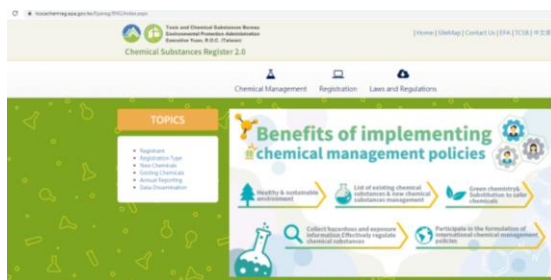 Toxic and Chemical Substances Bureau
Environmental Protection Administration
Executive Yuan, R.O.C. (Taiwan)
Chemical Substances Register 2.0
| Home | SiteMap | Contact Us | EPA | TCSB | 中文版
Chemical Management Registration Laws and Regulations
TOPICS
Registrant
Registration Type
New Chemicals
Existing Chemicals
Annual Reporting
Data Dissemination
Benefits of implementing
chemical management policies
Healthy & sustainable
environment
List of existing chemical
substances & new chemical
substances management
Green chemistry&
Substitution to safer
chemicals
Collect hazardous and exposure
information Effectively regulate
chemical substances
Participate in the formulation of
international chemical management
policies